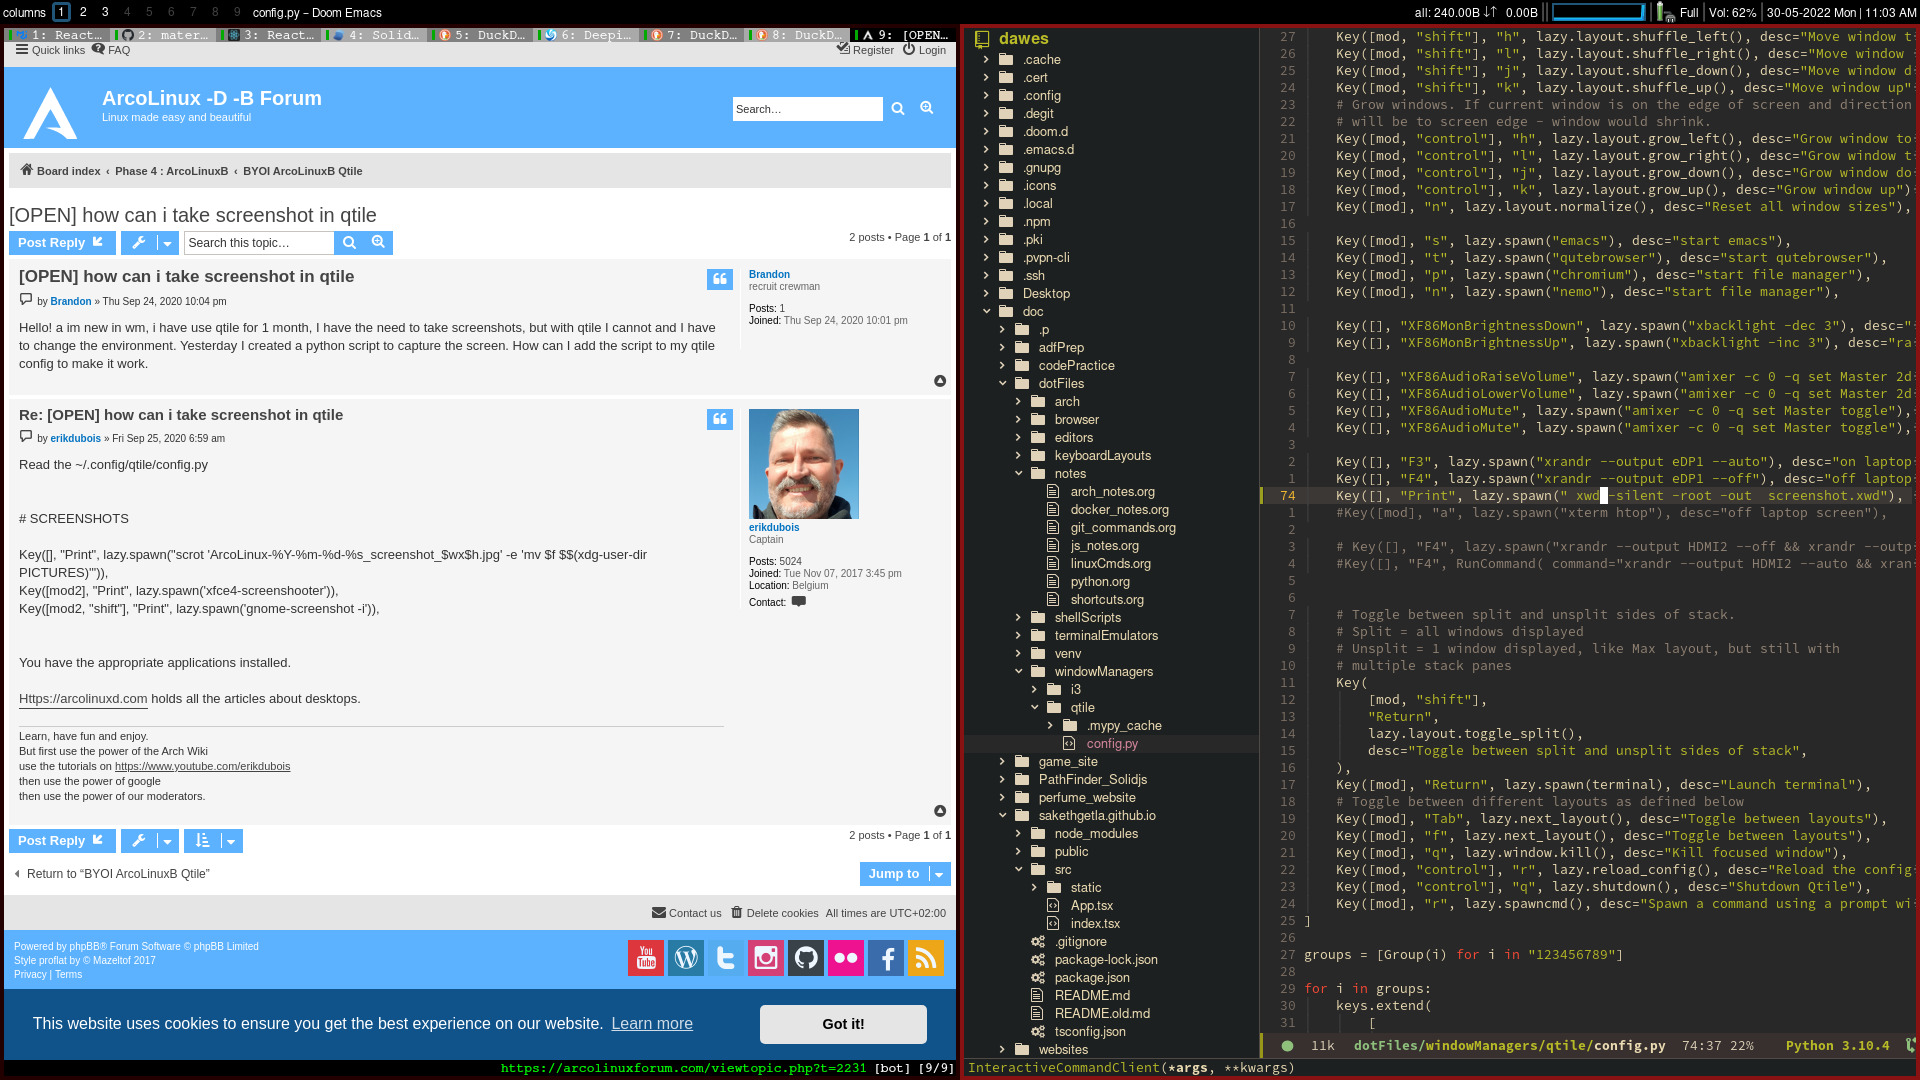 columns 1 2 3 4 5 6 7 8 9 config.py – Doom Emacs
all: 240.00B ↓↑ 0.00B Full Vol: 62% 30-05-2022 Mon | 11:03 AM
1: React… 2: mater… 3: React… 4: Solid… 5: DuckD… 6: Deepi… 7: DuckD… 8: DuckD… 9: [OPEN…
Quick links FAQ Register Login
ArcoLinux -D -B Forum
Linux made easy and beautiful
Search…
Board index ‹ Phase 4 : ArcoLinuxB ‹ BYOI ArcoLinuxB Qtile
[OPEN] how can i take screenshot in qtile
Post Reply Search this topic… 2 posts • Page 1 of 1
[OPEN] how can i take screenshot in qtile
by Brandon » Thu Sep 24, 2020 10:04 pm
Hello! a im new in wm, i have use qtile for 1 month, I have the need to take screenshots, but with qtile I cannot and I have
to change the environment. Yesterday I created a python script to capture the screen. How can I add the script to my qtile
config to make it work.
Brandon
recruit crewman
Posts: 1
Joined: Thu Sep 24, 2020 10:01 pm
Re: [OPEN] how can i take screenshot in qtile
by erikdubois » Fri Sep 25, 2020 6:59 am
Read the ~/.config/qtile/config.py
# SCREENSHOTS
Key([], "Print", lazy.spawn("scrot 'ArcoLinux-%Y-%m-%d-%s_screenshot_$wx$h.jpg' -e 'mv $f $$(xdg-user-dir
PICTURES)'")),
Key([mod2], "Print", lazy.spawn('xfce4-screenshooter')),
Key([mod2, "shift"], "Print", lazy.spawn('gnome-screenshot -i')),
You have the appropriate applications installed.
Https://arcolinuxd.com holds all the articles about desktops.
Learn, have fun and enjoy.
But first use the power of the Arch Wiki
use the tutorials on https://www.youtube.com/erikdubois
then use the power of google
then use the power of our moderators.
erikdubois
Captain
Posts: 5024
Joined: Tue Nov 07, 2017 3:45 pm
Location: Belgium
Contact:
Post Reply 2 posts • Page 1 of 1
Return to “BYOI ArcoLinuxB Qtile” Jump to
Contact us Delete cookies All times are UTC+02:00
Powered by phpBB® Forum Software © phpBB Limited
Style proflat by © Mazeltof 2017
Privacy | Terms
You Tube
This website uses cookies to ensure you get the best experience on our website. Learn more Got it!
https://arcolinuxforum.com/viewtopic.php?t=2231 [bot] [9/9]
dawes
.cache
.cert
.config
.degit
.doom.d
.emacs.d
.gnupg
.icons
.local
.npm
.pki
.pvpn-cli
.ssh
Desktop
doc
.p
adfPrep
codePractice
dotFiles
arch
browser
editors
keyboardLayouts
notes
arch_notes.org
docker_notes.org
git_commands.org
js_notes.org
linuxCmds.org
python.org
shortcuts.org
shellScripts
terminalEmulators
venv
windowManagers
i3
qtile
.mypy_cache
config.py
game_site
PathFinder_Solidjs
perfume_website
sakethgetla.github.io
node_modules
public
src
static
App.tsx
index.tsx
.gitignore
package-lock.json
package.json
README.md
README.old.md
tsconfig.json
websites
27 Key([mod, "shift"], "h", lazy.layout.shuffle_left(), desc="Move window t
26 Key([mod, "shift"], "l", lazy.layout.shuffle_right(), desc="Move window
25 Key([mod, "shift"], "j", lazy.layout.shuffle_down(), desc="Move window d
24 Key([mod, "shift"], "k", lazy.layout.shuffle_up(), desc="Move window up"
23 # Grow windows. If current window is on the edge of screen and direction
22 # will be to screen edge - window would shrink.
21 Key([mod, "control"], "h", lazy.layout.grow_left(), desc="Grow window to
20 Key([mod, "control"], "l", lazy.layout.grow_right(), desc="Grow window t
19 Key([mod, "control"], "j", lazy.layout.grow_down(), desc="Grow window do
18 Key([mod, "control"], "k", lazy.layout.grow_up(), desc="Grow window up")
17 Key([mod], "n", lazy.layout.normalize(), desc="Reset all window sizes"),
16
15 Key([mod], "s", lazy.spawn("emacs"), desc="start emacs"),
14 Key([mod], "t", lazy.spawn("qutebrowser"), desc="start qutebrowser"),
13 Key([mod], "p", lazy.spawn("chromium"), desc="start file manager"),
12 Key([mod], "n", lazy.spawn("nemo"), desc="start file manager"),
11
10 Key([], "XF86MonBrightnessDown", lazy.spawn("xbacklight -dec 3"), desc="
9 Key([], "XF86MonBrightnessUp", lazy.spawn("xbacklight -inc 3"), desc="ra
8
7 Key([], "XF86AudioRaiseVolume", lazy.spawn("amixer -c 0 -q set Master 2d
6 Key([], "XF86AudioLowerVolume", lazy.spawn("amixer -c 0 -q set Master 2d
5 Key([], "XF86AudioMute", lazy.spawn("amixer -c 0 -q set Master toggle"),
4 Key([], "XF86AudioMute", lazy.spawn("amixer -c 0 -q set Master toggle"),
3
2 Key([], "F3", lazy.spawn("xrandr --output eDP1 --auto"), desc="on laptop
1 Key([], "F4", lazy.spawn("xrandr --output eDP1 --off"), desc="off laptop
74 Key([], "Print", lazy.spawn(" xwd -silent -root -out  screenshot.xwd"),
1 #Key([mod], "a", lazy.spawn("xterm htop"), desc="off laptop screen"),
2
3 # Key([], "F4", lazy.spawn("xrandr --output HDMI2 --off && xrandr --outp
4 #Key([], "F4", RunCommand( command="xrandr --output HDMI2 --auto && xran
5
6
7 # Toggle between split and unsplit sides of stack.
8 # Split = all windows displayed
9 # Unsplit = 1 window displayed, like Max layout, but still with
10 # multiple stack panes
11 Key(
12 [mod, "shift"],
13 "Return",
14 lazy.layout.toggle_split(),
15 desc="Toggle between split and unsplit sides of stack",
16 ),
17 Key([mod], "Return", lazy.spawn(terminal), desc="Launch terminal"),
18 # Toggle between different layouts as defined below
19 Key([mod], "Tab", lazy.next_layout(), desc="Toggle between layouts"),
20 Key([mod], "f", lazy.next_layout(), desc="Toggle between layouts"),
21 Key([mod], "q", lazy.window.kill(), desc="Kill focused window"),
22 Key([mod, "control"], "r", lazy.reload_config(), desc="Reload the config
23 Key([mod, "control"], "q", lazy.shutdown(), desc="Shutdown Qtile"),
24 Key([mod], "r", lazy.spawncmd(), desc="Spawn a command using a prompt wi
25 ]
26
27 groups = [Group(i) for i in "123456789"]
28
29 for i in groups:
30 keys.extend(
31 [
11k dotFiles/windowManagers/qtile/config.py 74:37 22% Python 3.10.4
InteractiveCommandClient(*args, **kwargs)